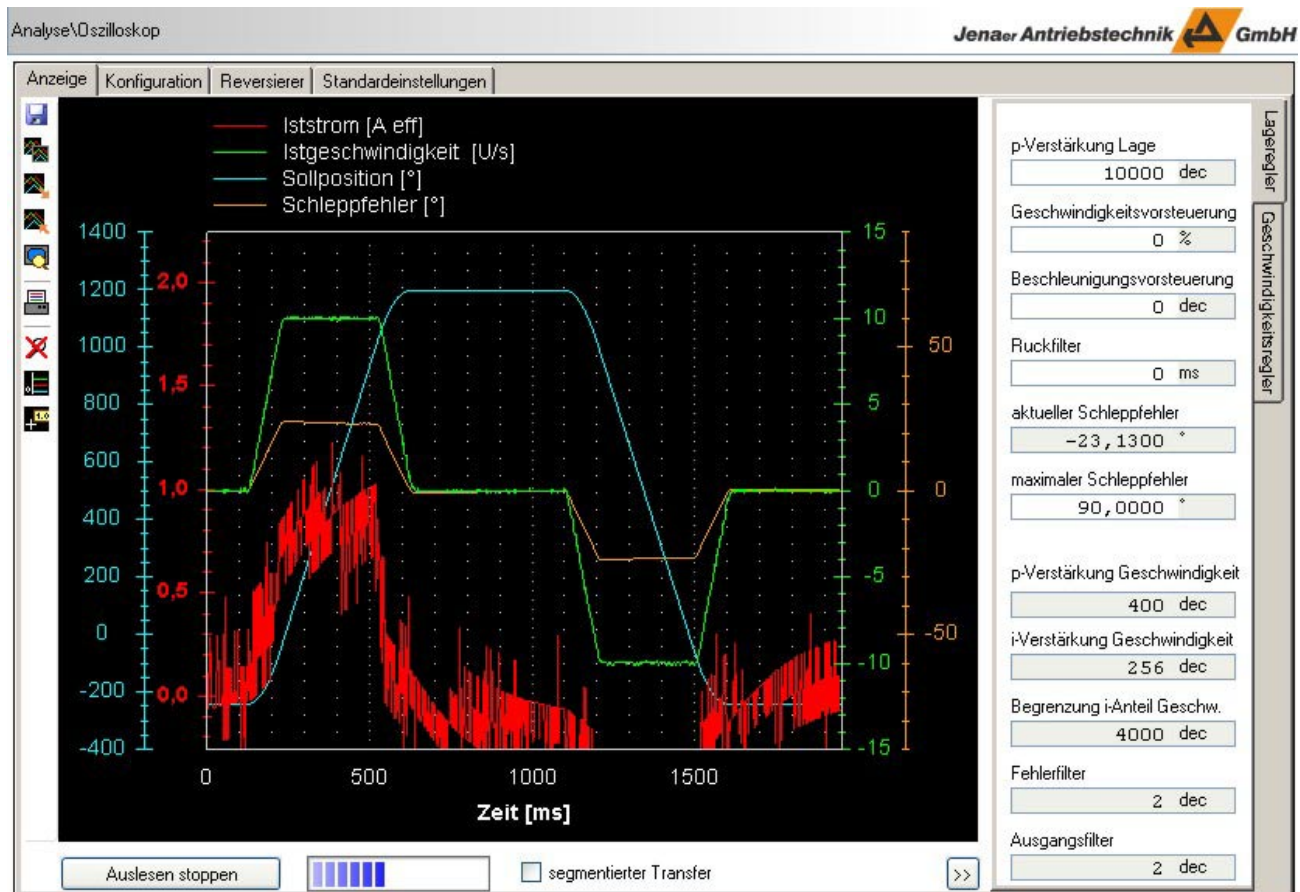 Analyse\Oszilloskop
Jenaer Antriebstechnik GmbH
Anzeige Konfiguration Reversierer Standardeinstellungen
Iststrom [A eff]
Istgeschwindigkeit [U/s]
Sollposition [°]
Schleppfehler [°]
1400
1200
1000
800
600
400
200
0
-200
-400
2,0
1,5
1,0
0,5
0,0
15
10
5
0
-5
-10
-15
50
0
-50
0 500 1000 1500
Zeit [ms]
Auslesen stoppen
segmentierter Transfer
>>
p-Verstärkung Lage
10000 dec
Geschwindigkeitsvorsteuerung
0 %
Beschleunigungsvorsteuerung
0 dec
Ruckfilter
0 ms
aktueller Schleppfehler
-23,1300 °
maximaler Schleppfehler
90,0000 °
p-Verstärkung Geschwindigkeit
400 dec
i-Verstärkung Geschwindigkeit
256 dec
Begrenzung i-Anteil Geschw.
4000 dec
Fehlerfilter
2 dec
Ausgangsfilter
2 dec
Lageregler
Geschwindigkeitsregler